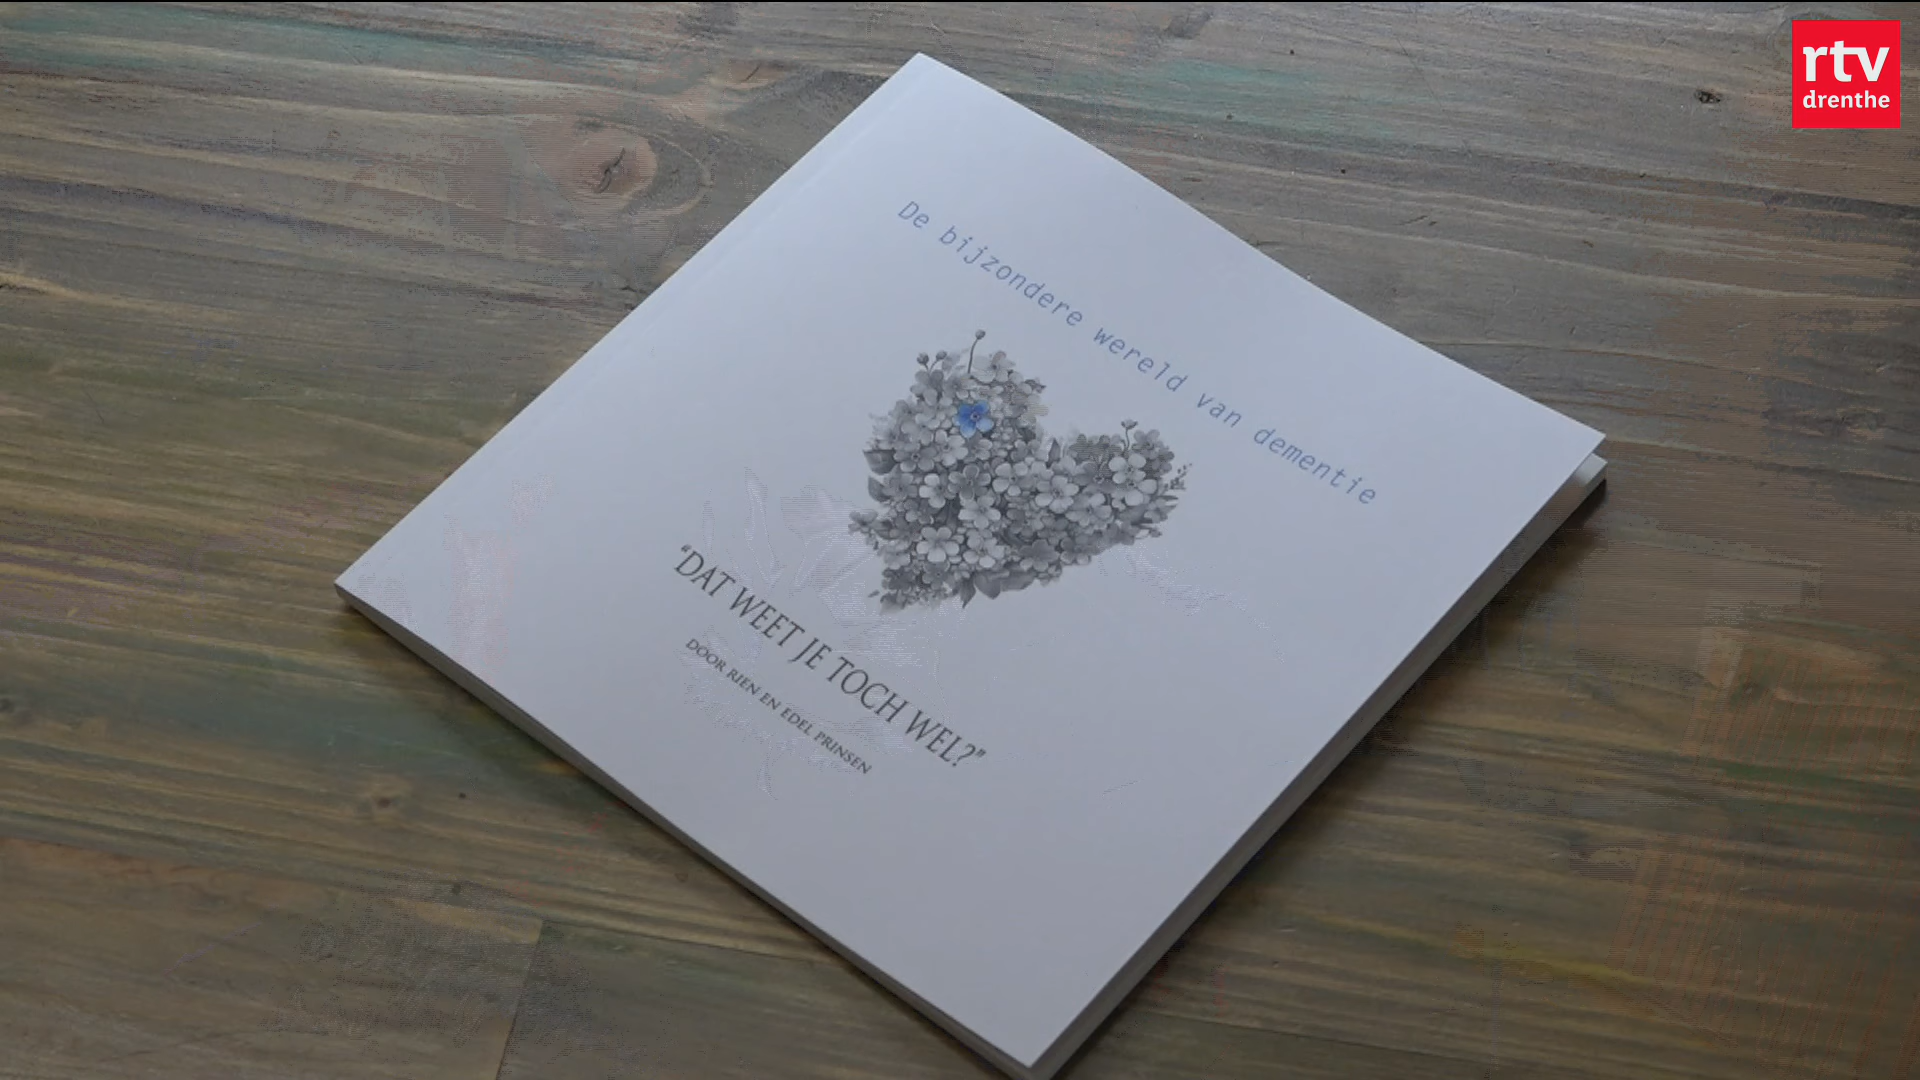 rtv
drenthe
De bijzondere wereld van dementie
"DAT WEET JE TOCH WEL?"
DOOR RIEN EN EDEL PRINSEN